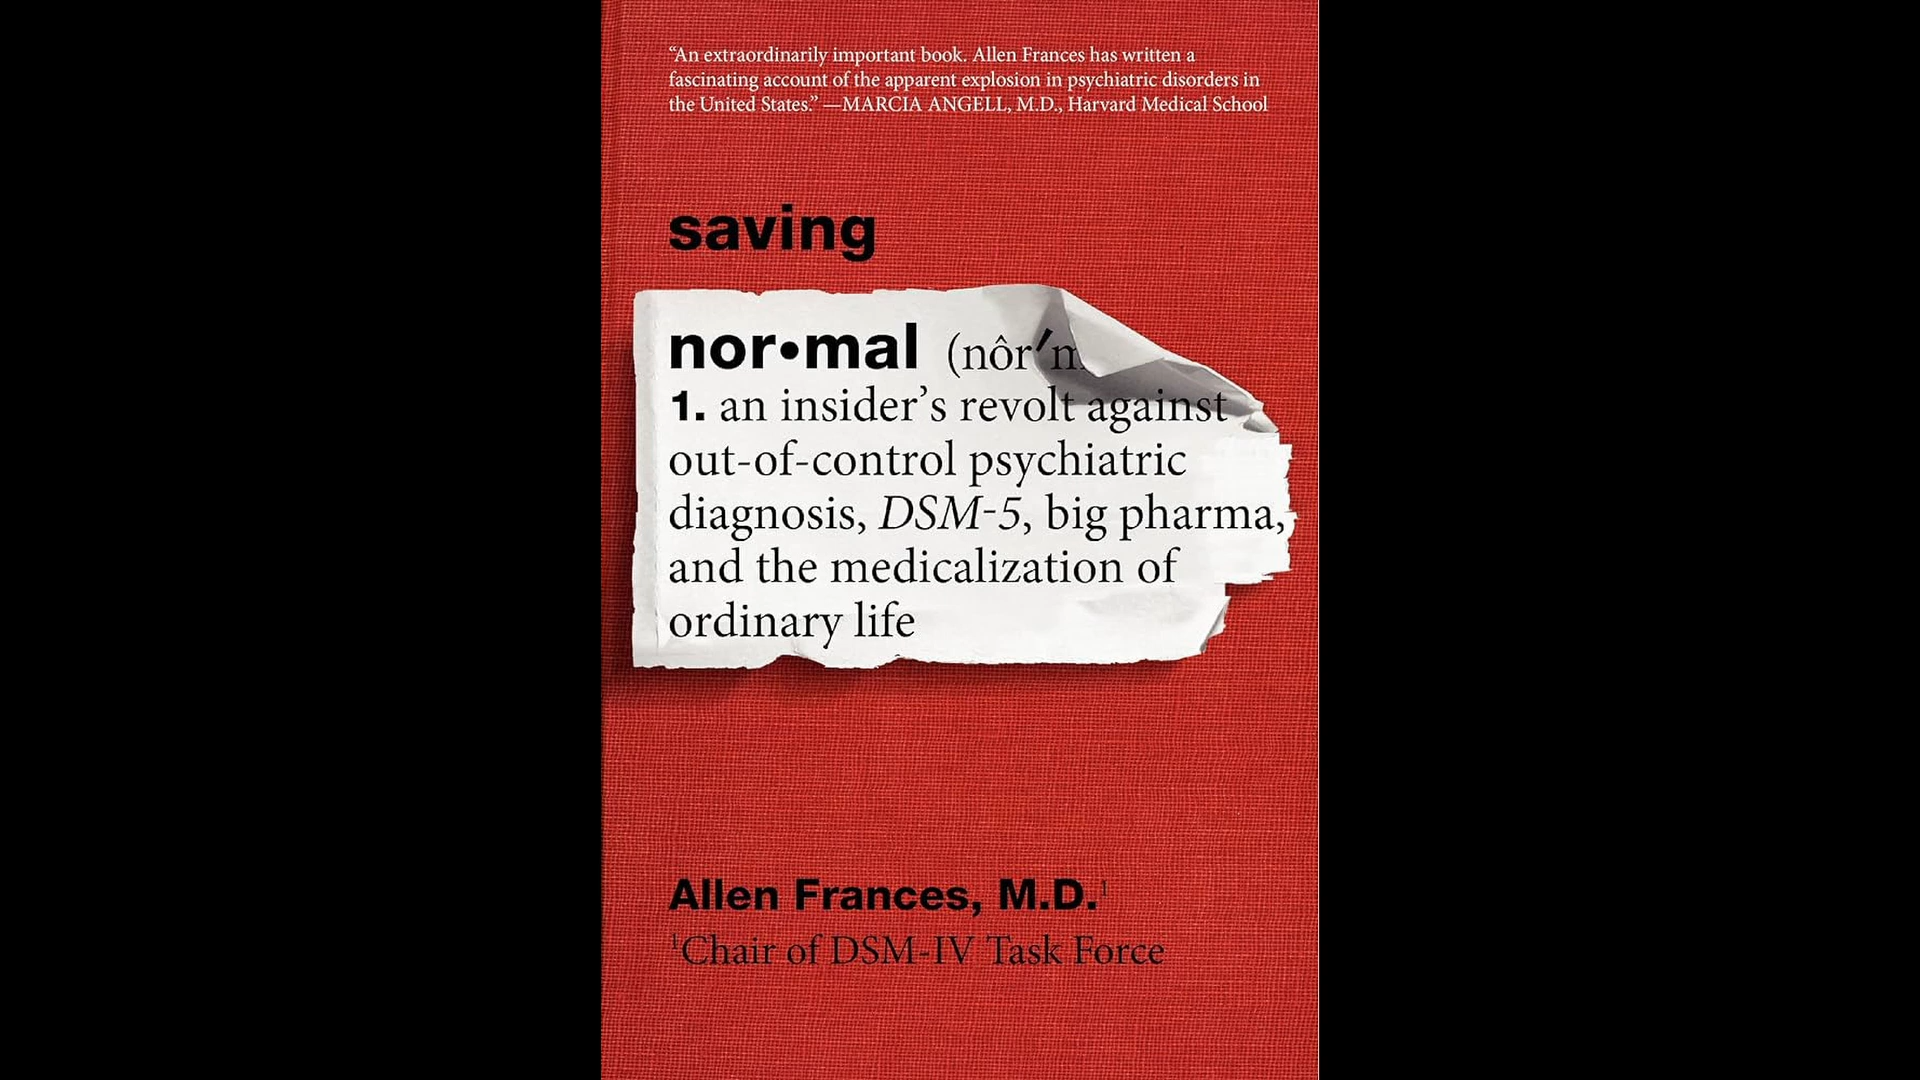 “An extraordinarily important book. Allen Frances has written a
fascinating account of the apparent explosion in psychiatric disorders in
the United States.” —MARCIA ANGELL, M.D., Harvard Medical School
saving
nor•mal (nôr′m
1. an insider’s revolt against
out-of-control psychiatric
diagnosis, DSM-5, big pharma,
and the medicalization of
ordinary life
Allen Frances, M.D.¹
¹Chair of DSM-IV Task Force